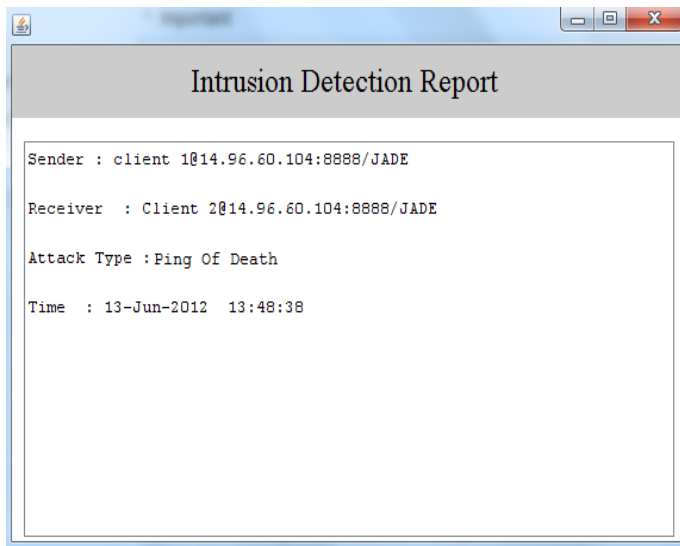 important
Intrusion Detection Report
Sender : client 1@14.96.60.104:8888/JADE
Receiver  : Client 2@14.96.60.104:8888/JADE
Attack Type : Ping Of Death
Time  : 13-Jun-2012  13:48:38